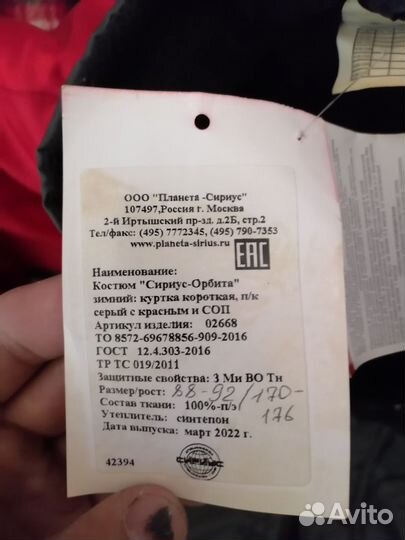 ООО "Планета -Сириус"
107497,Россия г. Москва
2-й Иртышский пр-зд. д.2Б, стр.2
Тел/факс: (495) 7772345, (495) 790-7353
www.planeta-sirius.ru
ЕАС
Наименование:
Костюм "Сириус-Орбита"
зимний: куртка короткая, п/к
серый с красным и СОП
Артикул изделия: 02668
ТО 8572-69678856-909-2016
ГОСТ 12.4.303-2016
ТР ТС 019/2011
Защитные свойства: З Ми ВО Тн
Размер/рост: 88-92/170-
176
Состав ткани: 100%-п/э
Утеплитель: синтепон
Дата выпуска: март 2022 г.
42394
СИРИУС
Avito